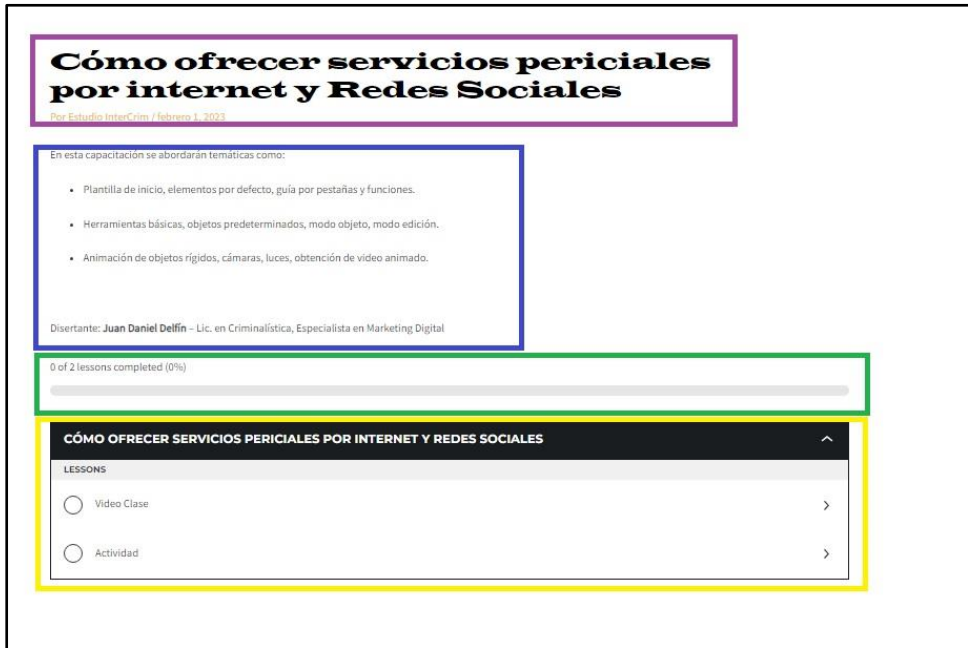 Cómo ofrecer servicios periciales
por internet y Redes Sociales
Por Estudio InterCrim / febrero 1, 2023
En esta capacitación se abordarán temáticas como:
• Plantilla de inicio, elementos por defecto, guía por pestañas y funciones.
• Herramientas básicas, objetos predeterminados, modo objeto, modo edición.
• Animación de objetos rígidos, cámaras, luces, obtención de video animado.
Disertante: Juan Daniel Delfín – Lic. en Criminalística, Especialista en Marketing Digital
0 of 2 lessons completed (0%)
CÓMO OFRECER SERVICIOS PERICIALES POR INTERNET Y REDES SOCIALES
LESSONS
Video Clase
Actividad